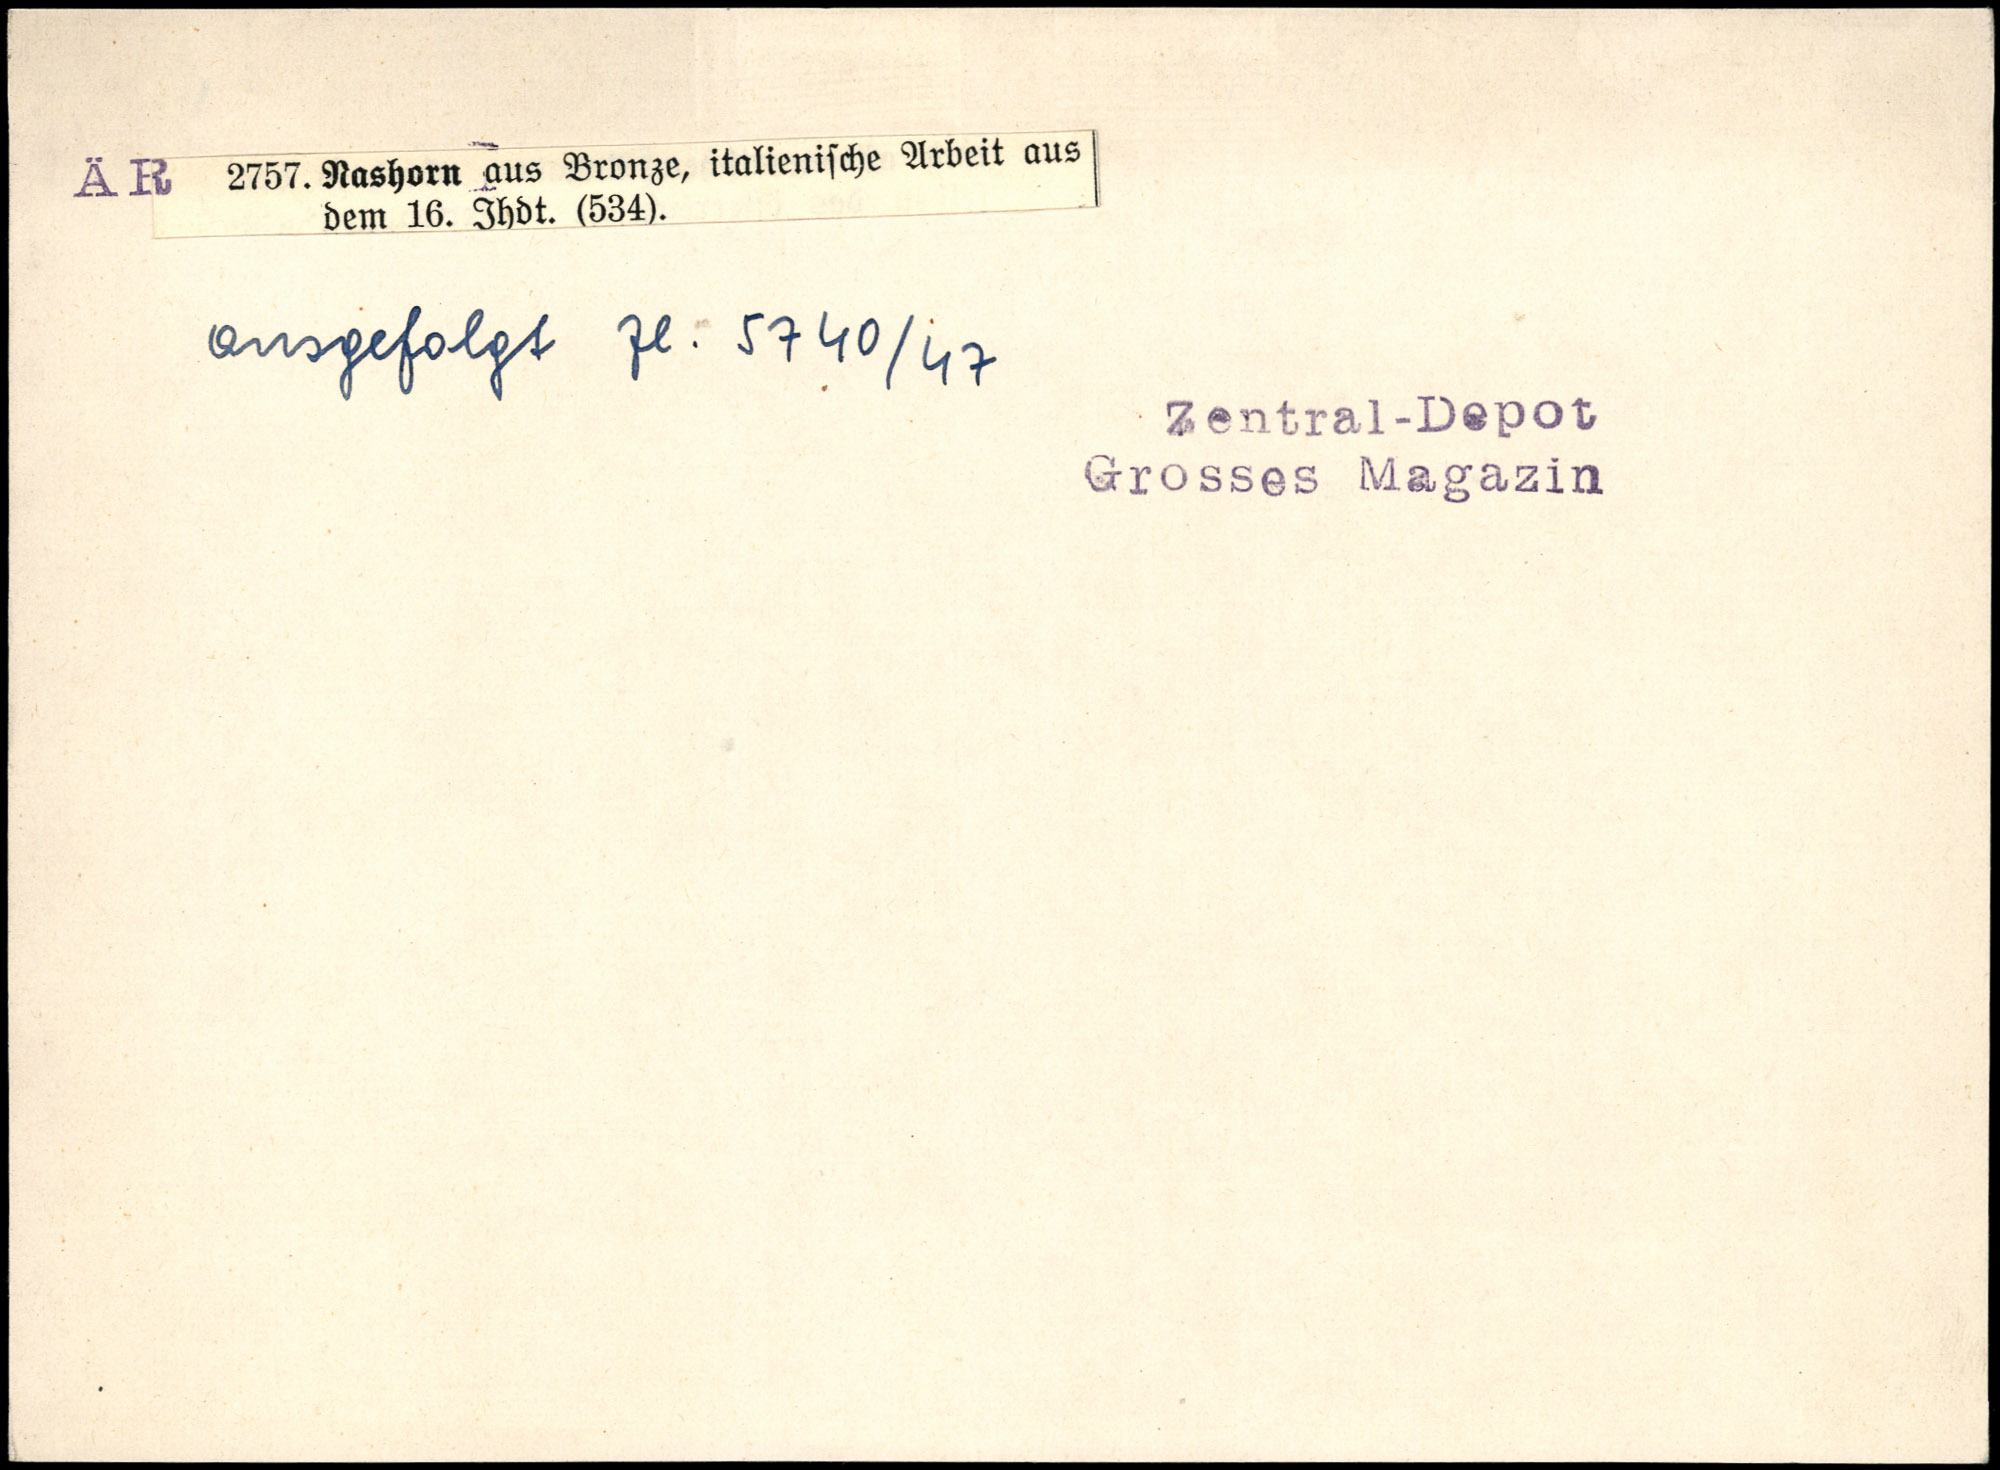 ÄR 2757. Nashorn aus Bronze, italienische Arbeit aus
dem 16. Jhdt. (534).
ausgefolgt Zl. 5740/47
Zentral-Depot
Grosses Magazin